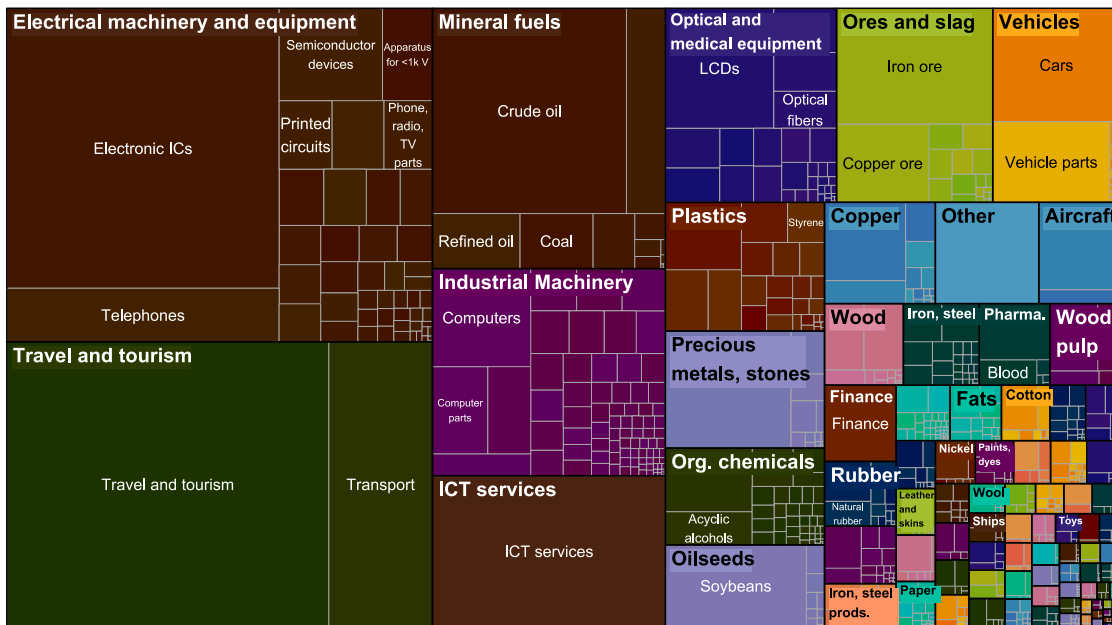 Electrical machinery and equipment
Semiconductor
devices
Apparatus
for <1k V
Electronic ICs
Printed
circuits
Phone,
radio,
TV
parts
Telephones
Travel and tourism
Travel and tourism
Transport
Mineral fuels
Crude oil
Refined oil
Coal
Industrial Machinery
Computers
Computer
parts
ICT services
ICT services
Optical and
medical equipment
LCDs
Optical
fibers
Ores and slag
Iron ore
Copper ore
Vehicles
Cars
Vehicle parts
Plastics
Styrene
Copper
Other
Aircraft
Precious
metals, stones
Wood
Iron, steel
Pharma.
Blood
Wood
pulp
Org. chemicals
Acyclic
alcohols
Oilseeds
Soybeans
Finance
Finance
Fats
Cotton
Rubber
Natural
rubber
Nickel
Paints,
dyes
Leather
and
skins
Wool
Ships
Toys
Iron, steel
prods.
Paper